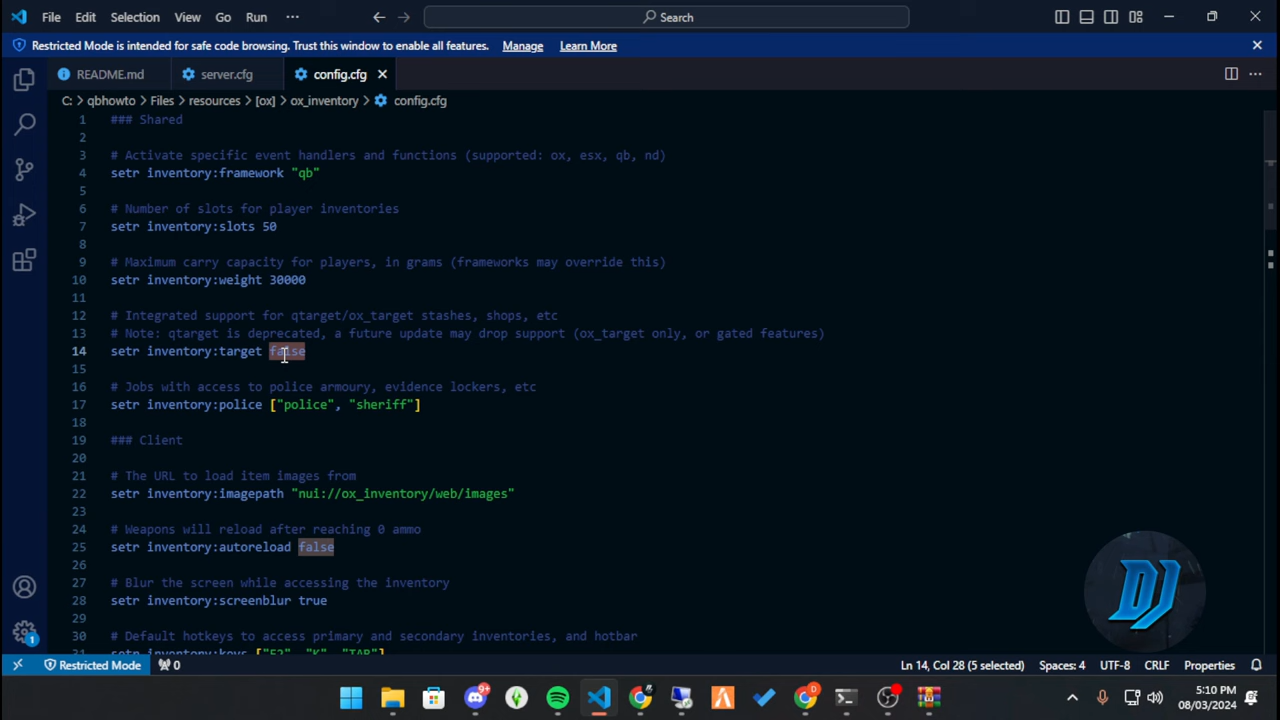 File Edit Selection View Go Run ··· Search
Restricted Mode is intended for safe code browsing. Trust this window to enable all features. Manage Learn More
README.md server.cfg config.cfg
C: > qbhowto > Files > resources > [ox] > ox_inventory > config.cfg
1 ### Shared
2
3 # Activate specific event handlers and functions (supported: ox, esx, qb, nd)
4 setr inventory:framework "qb"
5
6 # Number of slots for player inventories
7 setr inventory:slots 50
8
9 # Maximum carry capacity for players, in grams (frameworks may override this)
10 setr inventory:weight 30000
11
12 # Integrated support for qtarget/ox_target stashes, shops, etc
13 # Note: qtarget is deprecated, a future update may drop support (ox_target only, or gated features)
14 setr inventory:target false
15
16 # Jobs with access to police armoury, evidence lockers, etc
17 setr inventory:police ["police", "sheriff"]
18
19 ### Client
20
21 # The URL to load item images from
22 setr inventory:imagepath "nui://ox_inventory/web/images"
23
24 # Weapons will reload after reaching 0 ammo
25 setr inventory:autoreload false
26
27 # Blur the screen while accessing the inventory
28 setr inventory:screenblur true
29
30 # Default hotkeys to access primary and secondary inventories, and hotbar
31 setr inventory:keys ["F2", "K", "TAB"]
DJ
Restricted Mode 0 Ln 14, Col 28 (5 selected) Spaces: 4 UTF-8 CRLF Properties
1
9+
D
5:10 PM
08/03/2024